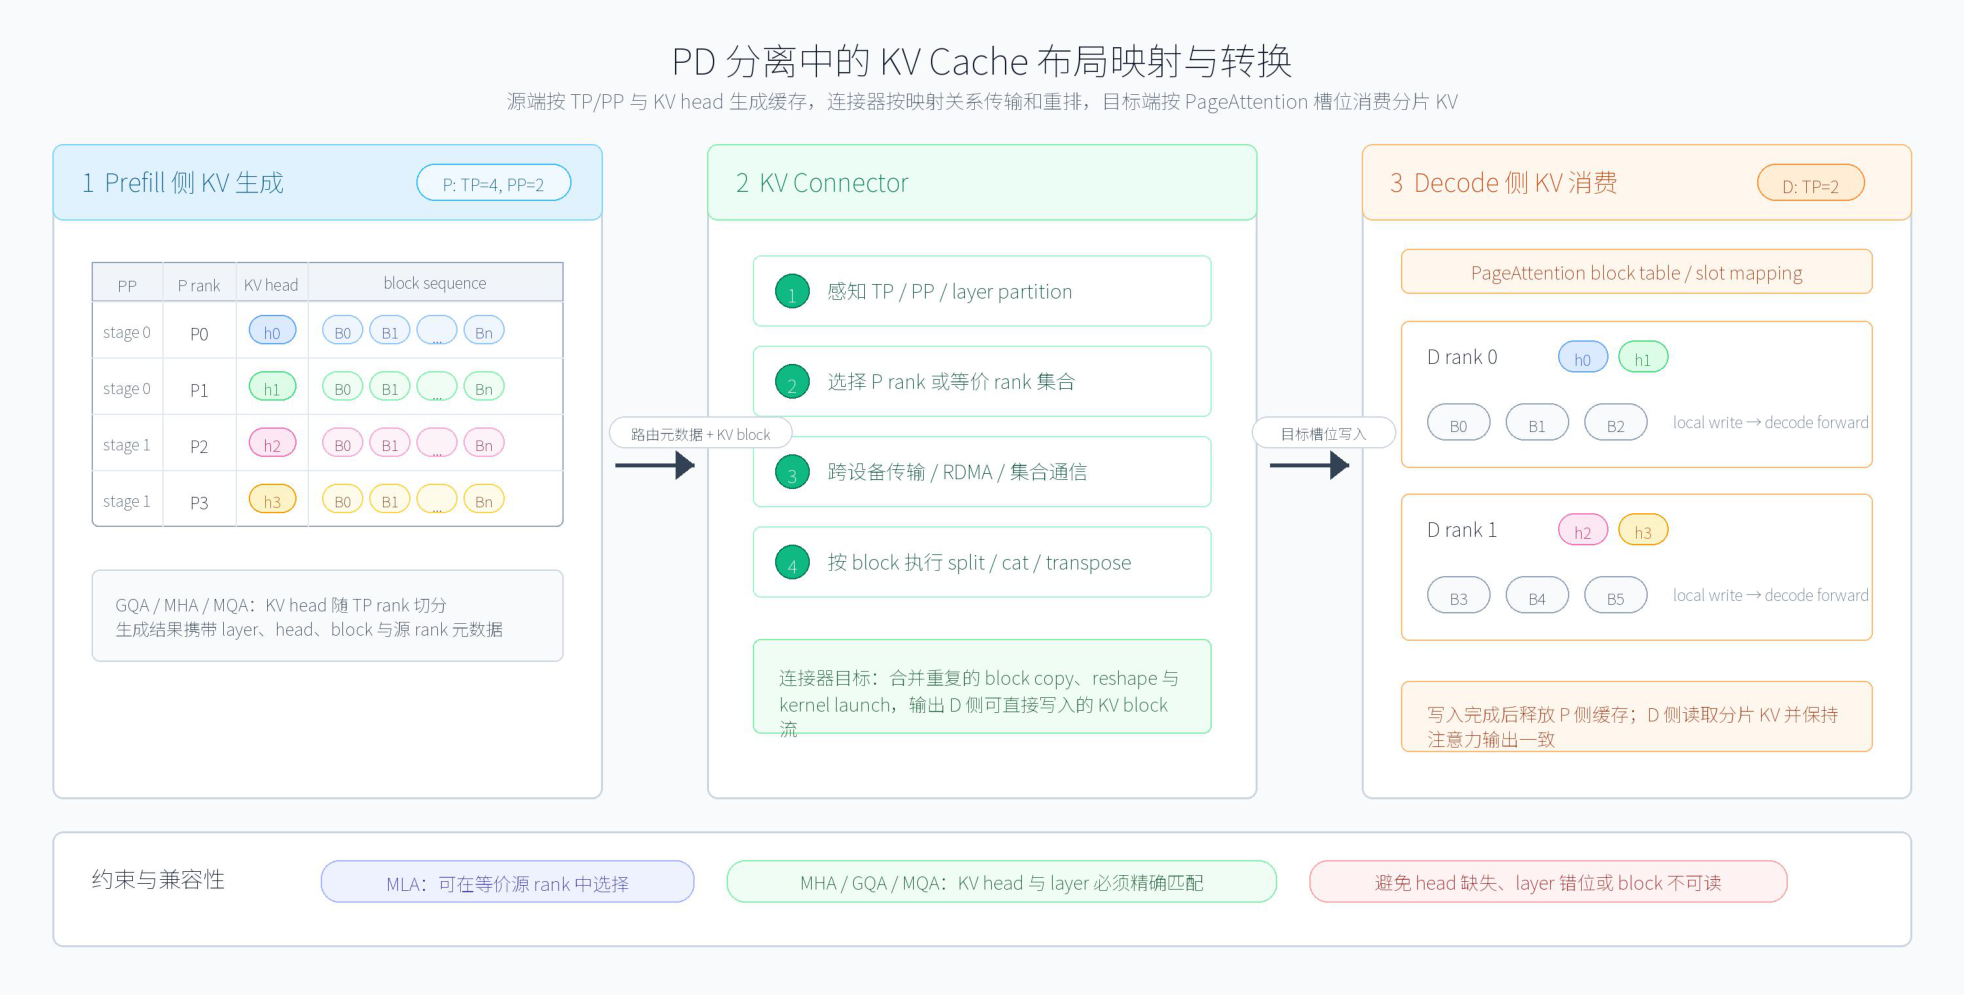 PD 分离中的 KV Cache 布局映射与转换
源端按 TP/PP 与 KV head 生成缓存，连接器按映射关系传输和重排，目标端按 PageAttention 槽位消费分片 KV
1 Prefill 侧 KV 生成
P: TP=4, PP=2
PP P rank KV head block sequence
stage 0 P0 h0 B0 B1 ... Bn
stage 0 P1 h1 B0 B1 ... Bn
stage 1 P2 h2 B0 B1 ... Bn
stage 1 P3 h3 B0 B1 ... Bn
GQA / MHA / MQA：KV head 随 TP rank 切分
生成结果携带 layer、head、block 与源 rank 元数据
路由元数据 + KV block
2 KV Connector
1 感知 TP / PP / layer partition
2 选择 P rank 或等价 rank 集合
3 跨设备传输 / RDMA / 集合通信
4 按 block 执行 split / cat / transpose
连接器目标：合并重复的 block copy、reshape 与
kernel launch，输出 D 侧可直接写入的 KV block
流
目标槽位写入
3 Decode 侧 KV 消费
D: TP=2
PageAttention block table / slot mapping
D rank 0 h0 h1
B0 B1 B2 local write → decode forward
D rank 1 h2 h3
B3 B4 B5 local write → decode forward
写入完成后释放 P 侧缓存；D 侧读取分片 KV 并保持
注意力输出一致
约束与兼容性
MLA：可在等价源 rank 中选择
MHA / GQA / MQA：KV head 与 layer 必须精确匹配
避免 head 缺失、layer 错位或 block 不可读